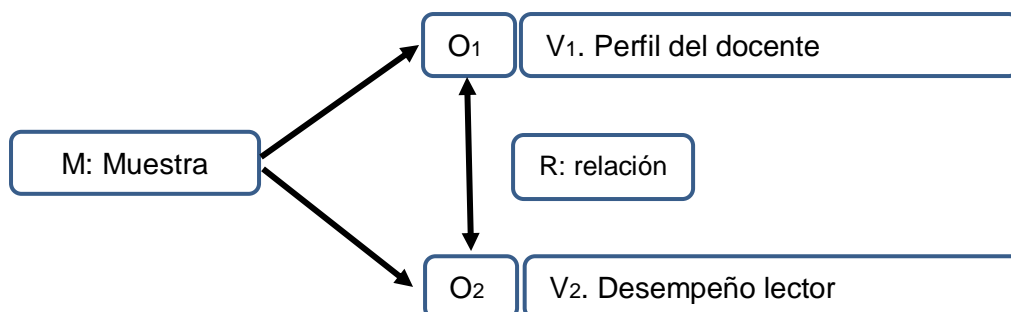 O1 V1. Perfil del docente
M: Muestra
R: relación
O2 V2. Desempeño lector